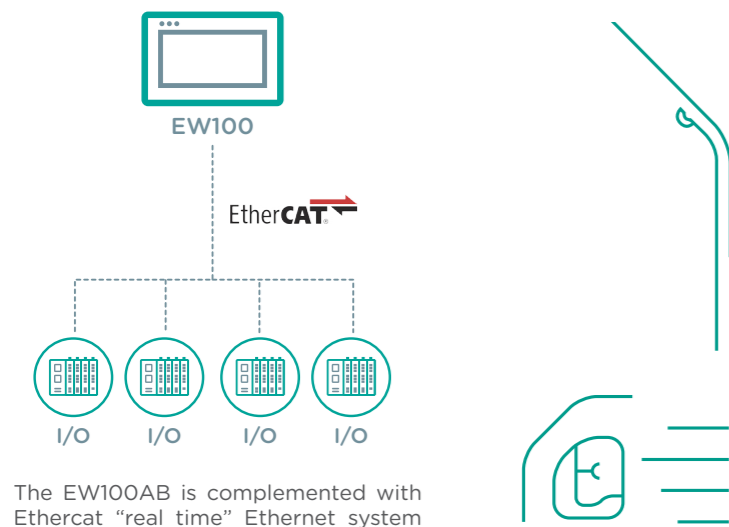 EW100
EtherCAT®
I/O I/O I/O I/O
The EW100AB is complemented with
Ethercat “real time” Ethernet system